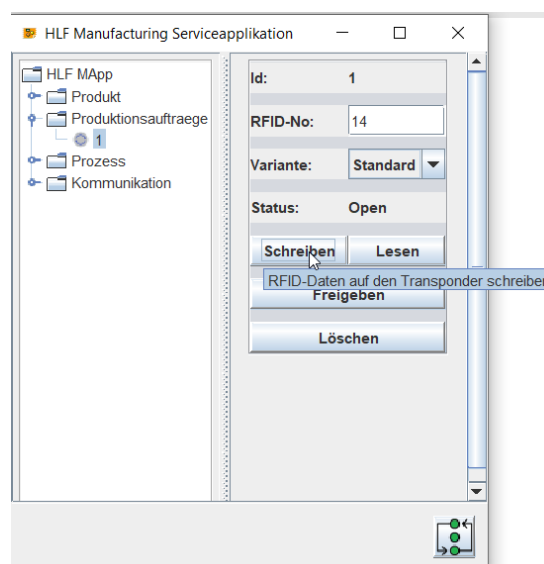 HLF Manufacturing Serviceapplikation
HLF MApp
Produkt
Produktionsauftraege
1
Prozess
Kommunikation
Id: 1
RFID-No: 14
Variante: Standard
Status: Open
Schreiben Lesen
RFID-Daten auf den Transponder schreiben
Freigeben
Löschen